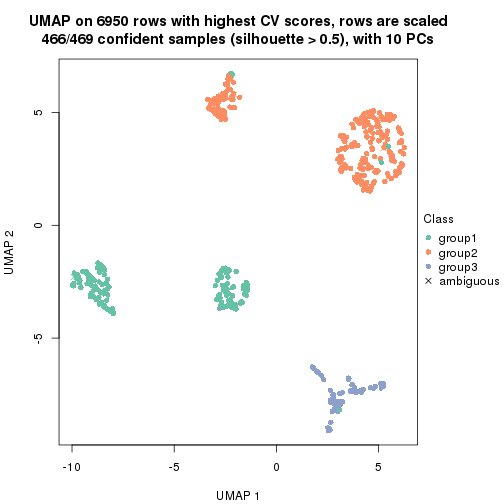 UMAP on 6950 rows with highest CV scores, rows are scaled
466/469 confident samples (silhouette > 0.5), with 10 PCs
5
0
-5
UMAP 2
Class
group1
group2
group3
ambiguous
-10
-5
0
5
UMAP 1